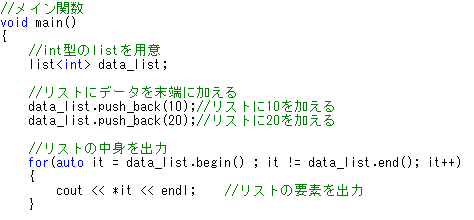 //メイン関数
void main()
{
//int型のlistを用意
list<int> data_list;
//リストにデータを末端に加える
data_list.push_back(10);//リストに10を加える
data_list.push_back(20);//リストに20を加える
//リストの中身を出力
for(auto it = data_list.begin() ; it != data_list.end(); it++)
{
cout << *it << endl; //リストの要素を出力
}